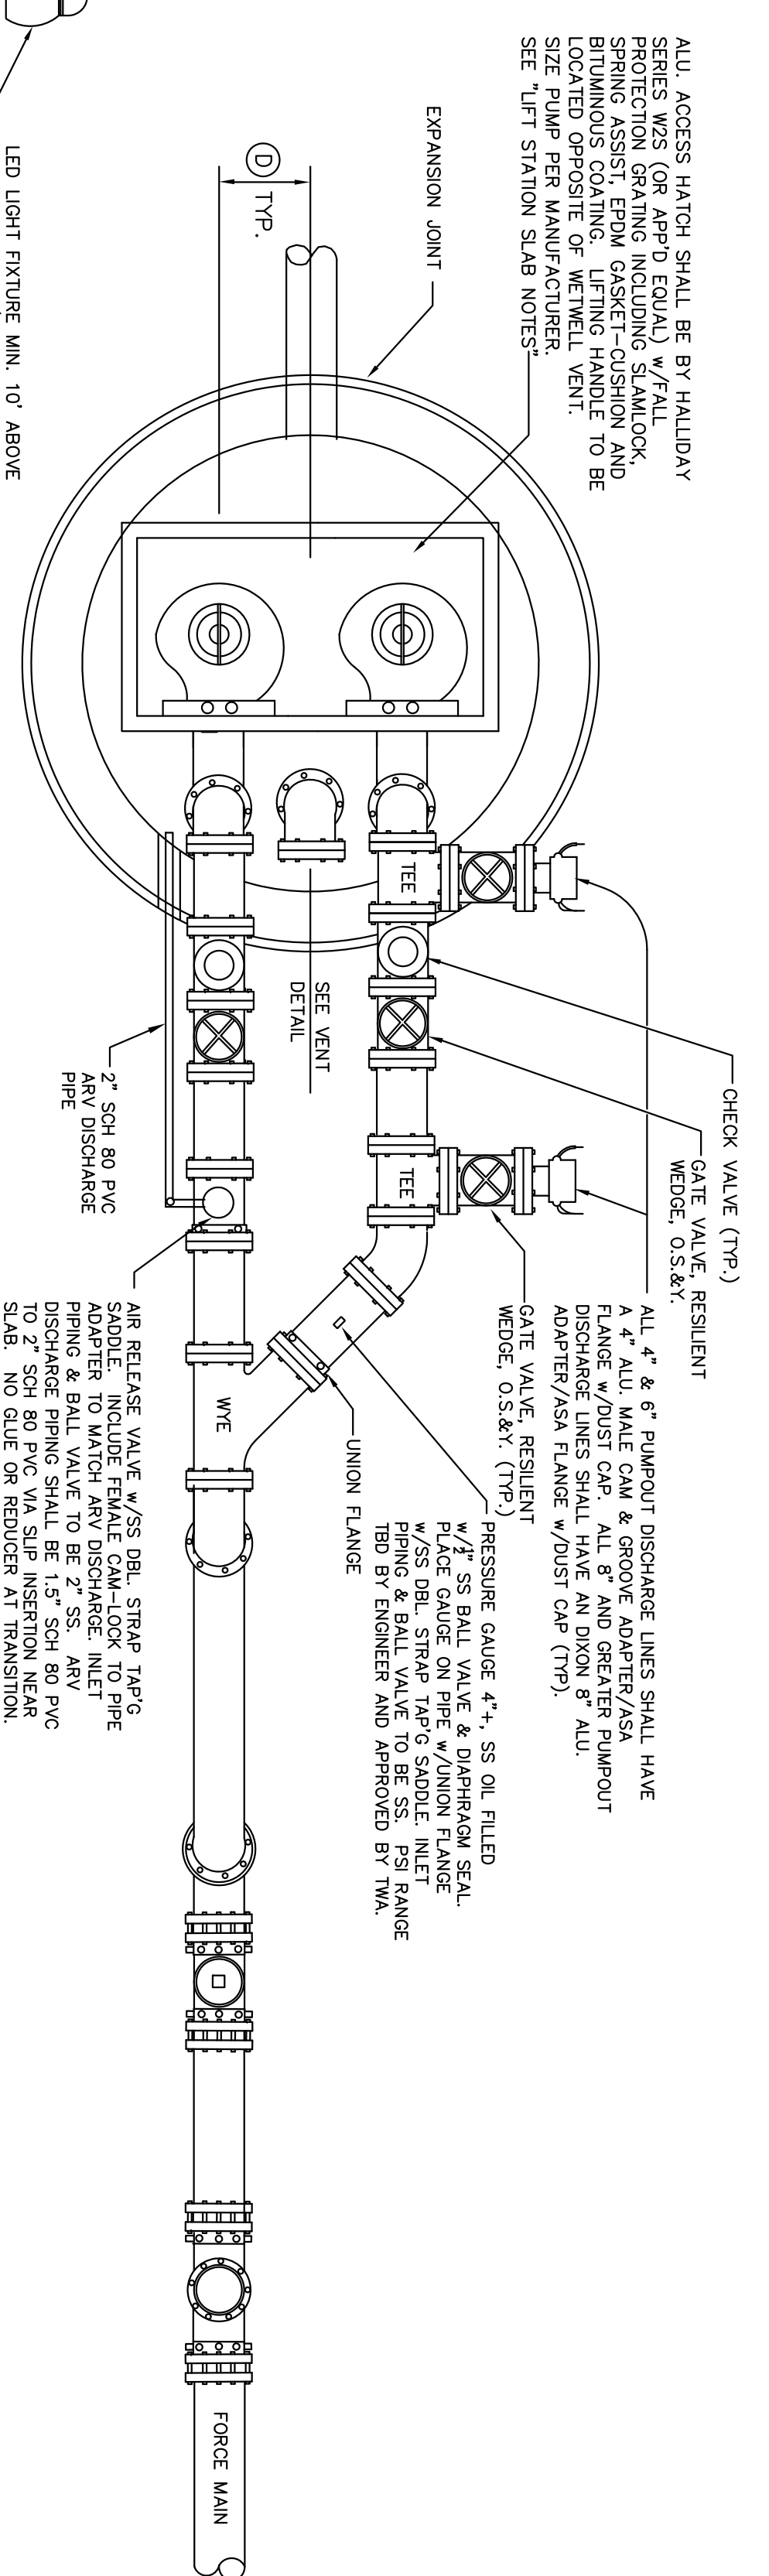 ALU. ACCESS HATCH SHALL BE BY HALLIDAY
SERIES W2S (OR APP'D EQUAL) w/FALL
PROTECTION GRATING INCLUDING SLAMLOCK,
SPRING ASSIST, EPDM GASKET-CUSHION AND
BITUMINOUS COATING. LIFTING HANDLE TO BE
LOCATED OPPOSITE OF WETWELL VENT.
SIZE PUMP PER MANUFACTURER.
SEE "LIFT STATION SLAB NOTES"
EXPANSION JOINT
D
TYP.
LED LIGHT FIXTURE MIN. 10' ABOVE
CHECK VALVE (TYP.)
GATE VALVE, RESILIENT
WEDGE, O.S.&Y.
ALL 4" & 6" PUMPOUT DISCHARGE LINES SHALL HAVE
A 4" ALU. MALE CAM & GROOVE ADAPTER/ASA
FLANGE w/DUST CAP. ALL 8" AND GREATER PUMPOUT
DISCHARGE LINES SHALL HAVE AN DIXON 8" ALU.
ADAPTER/ASA FLANGE w/DUST CAP (TYP).
GATE VALVE, RESILIENT
WEDGE, O.S.&Y. (TYP.)
PRESSURE GAUGE 4"+, SS OIL FILLED
w/½" SS BALL VALVE & DIAPHRAGM SEAL.
PLACE GAUGE ON PIPE w/UNION FLANGE
w/SS DBL. STRAP TAP'G SADDLE. INLET
PIPING & BALL VALVE TO BE SS. PSI RANGE
TBD BY ENGINEER AND APPROVED BY TWA.
UNION FLANGE
TEE
TEE
SEE VENT
DETAIL
WYE
FORCE MAIN
2" SCH 80 PVC
ARV DISCHARGE
PIPE
AIR RELEASE VALVE w/SS DBL. STRAP TAP'G
SADDLE. INCLUDE FEMALE CAM-LOCK TO PIPE
ADAPTER TO MATCH ARV DISCHARGE. INLET
PIPING & BALL VALVE TO BE 2" SS. ARV
DISCHARGE PIPING SHALL BE 1.5" SCH 80 PVC
TO 2" SCH 80 PVC VIA SLIP INSERTION NEAR
SLAB. NO GLUE OR REDUCER AT TRANSITION.